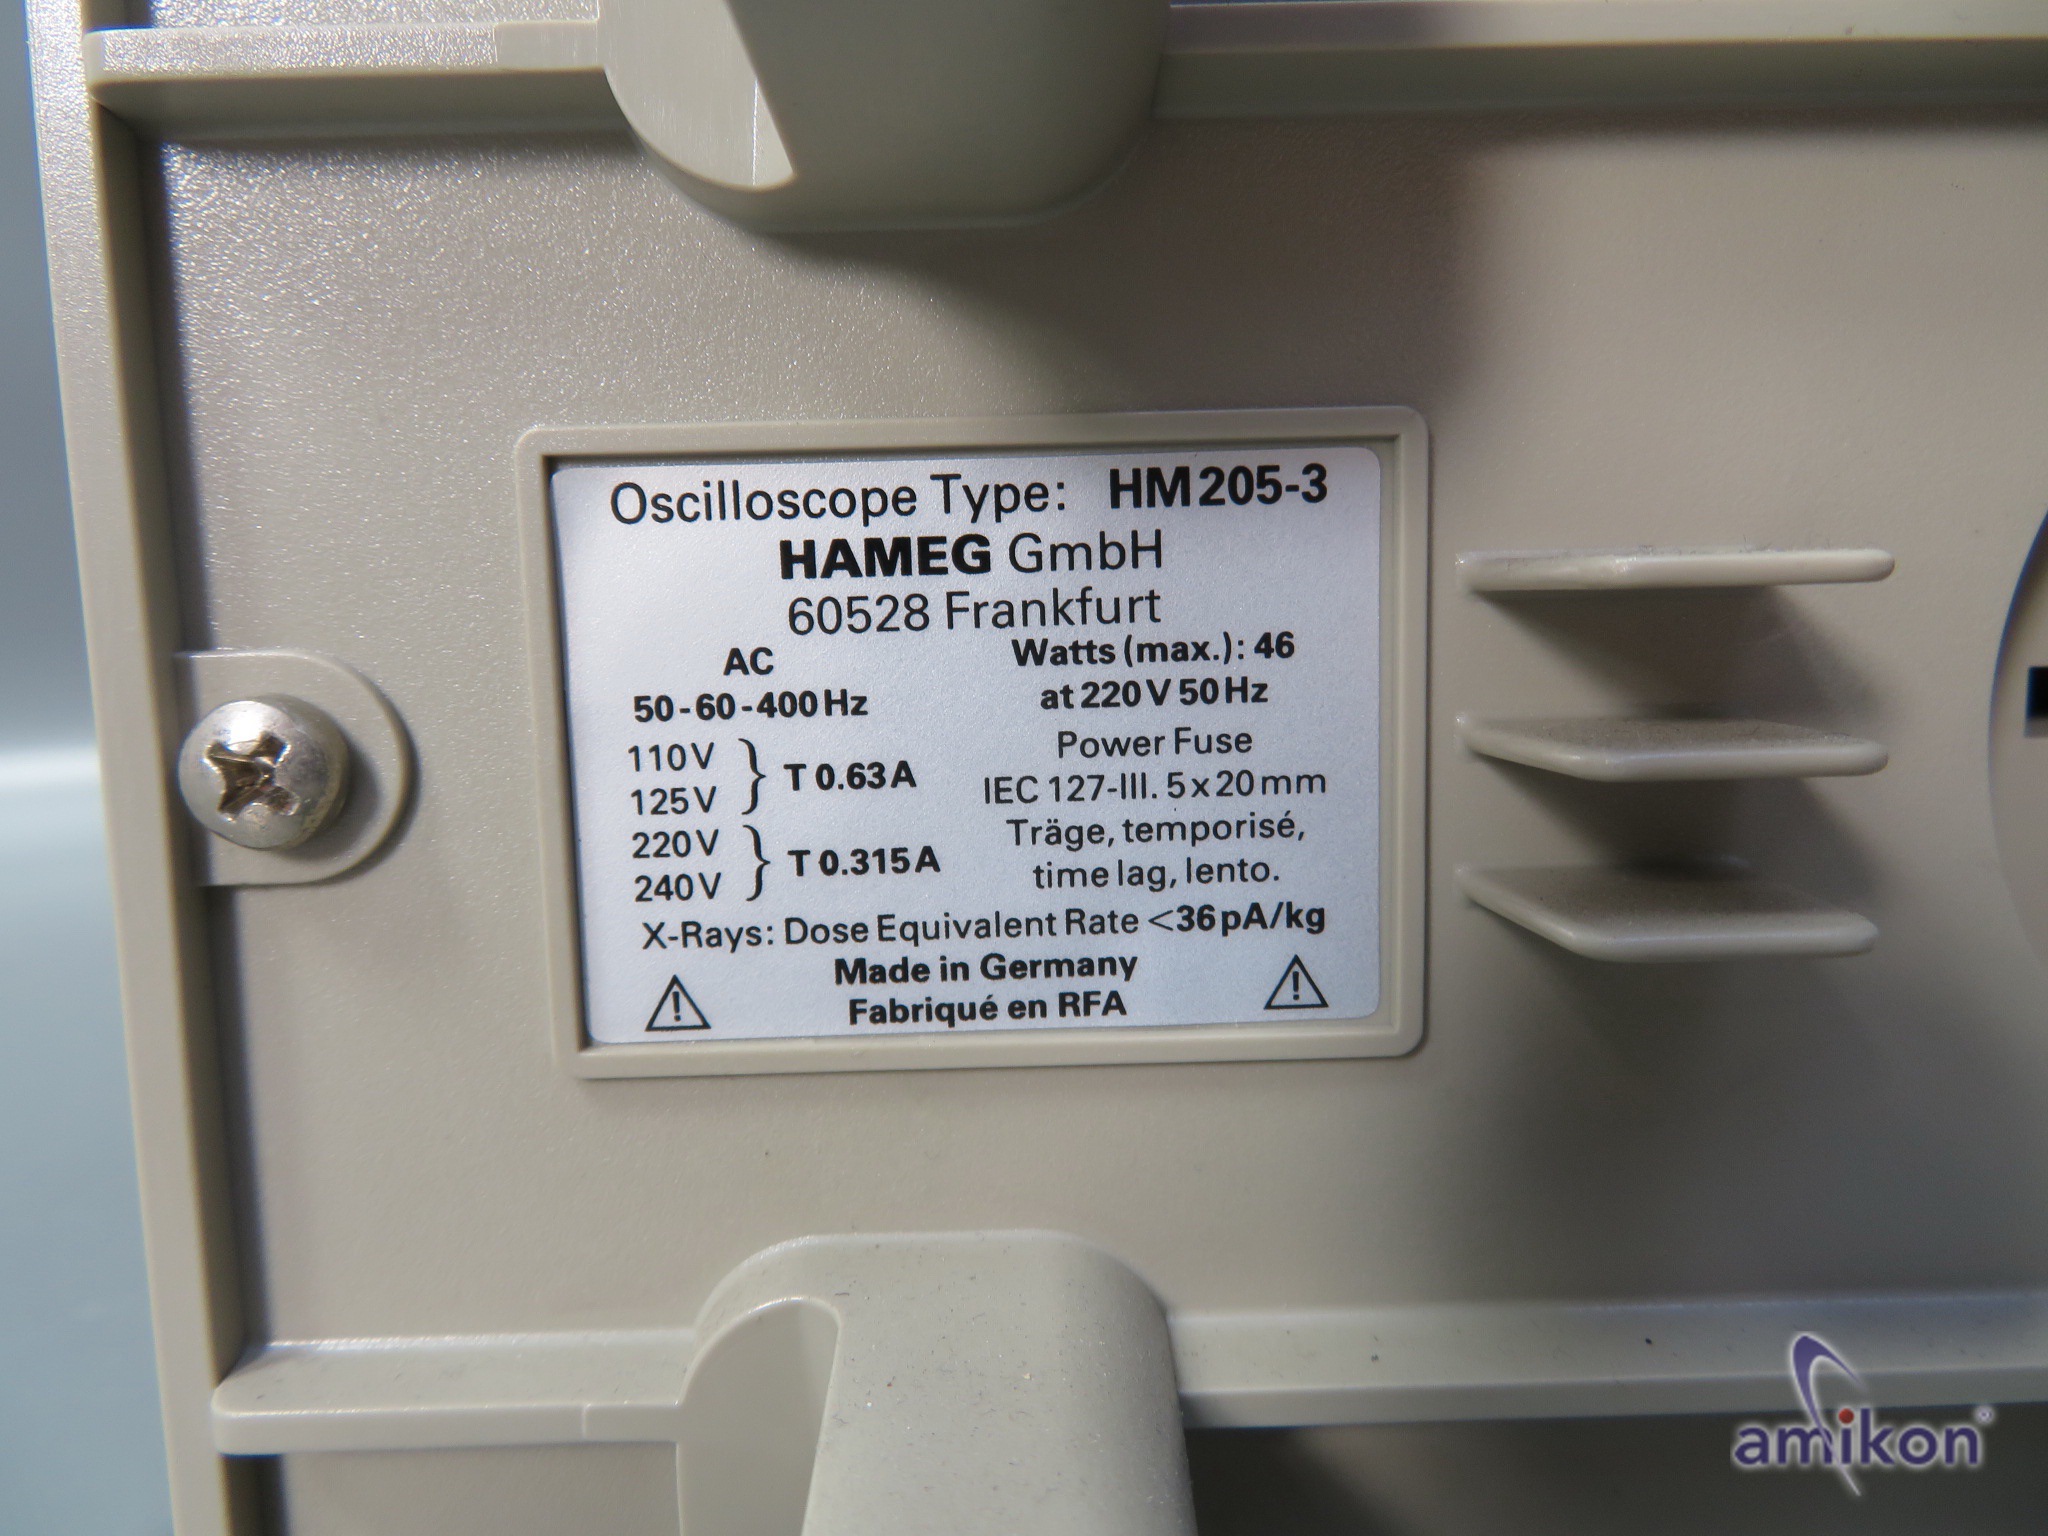 Oscilloscope Type: HM205-3
HAMEG GmbH
60528 Frankfurt
AC
50-60-400Hz
110V
125V
T 0.63A
220V
240V
T 0.315A
Watts (max.): 46
at 220V 50Hz
Power Fuse
IEC 127-III. 5x20mm
Träge, temporisé,
time lag, lento.
X-Rays: Dose Equivalent Rate <36pA/kg
Made in Germany
Fabriqué en RFA
amikon®